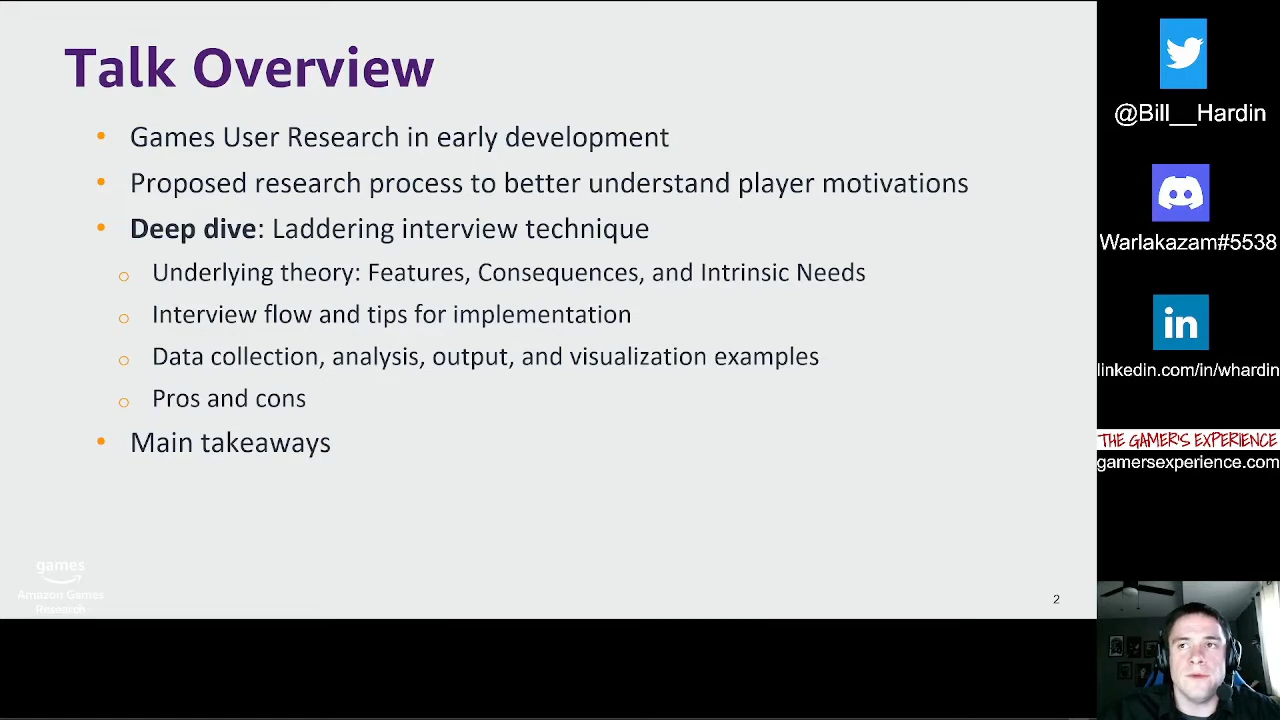 Talk Overview
• Games User Research in early development
• Proposed research process to better understand player motivations
• Deep dive: Laddering interview technique
o Underlying theory: Features, Consequences, and Intrinsic Needs
o Interview flow and tips for implementation
o Data collection, analysis, output, and visualization examples
o Pros and cons
• Main takeaways
games
Amazon Games
Research
2
@Bill__Hardin
Warlakazam#5538
in
linkedin.com/in/whardin
THE GAMER'S EXPERIENCE
gamersexperience.com